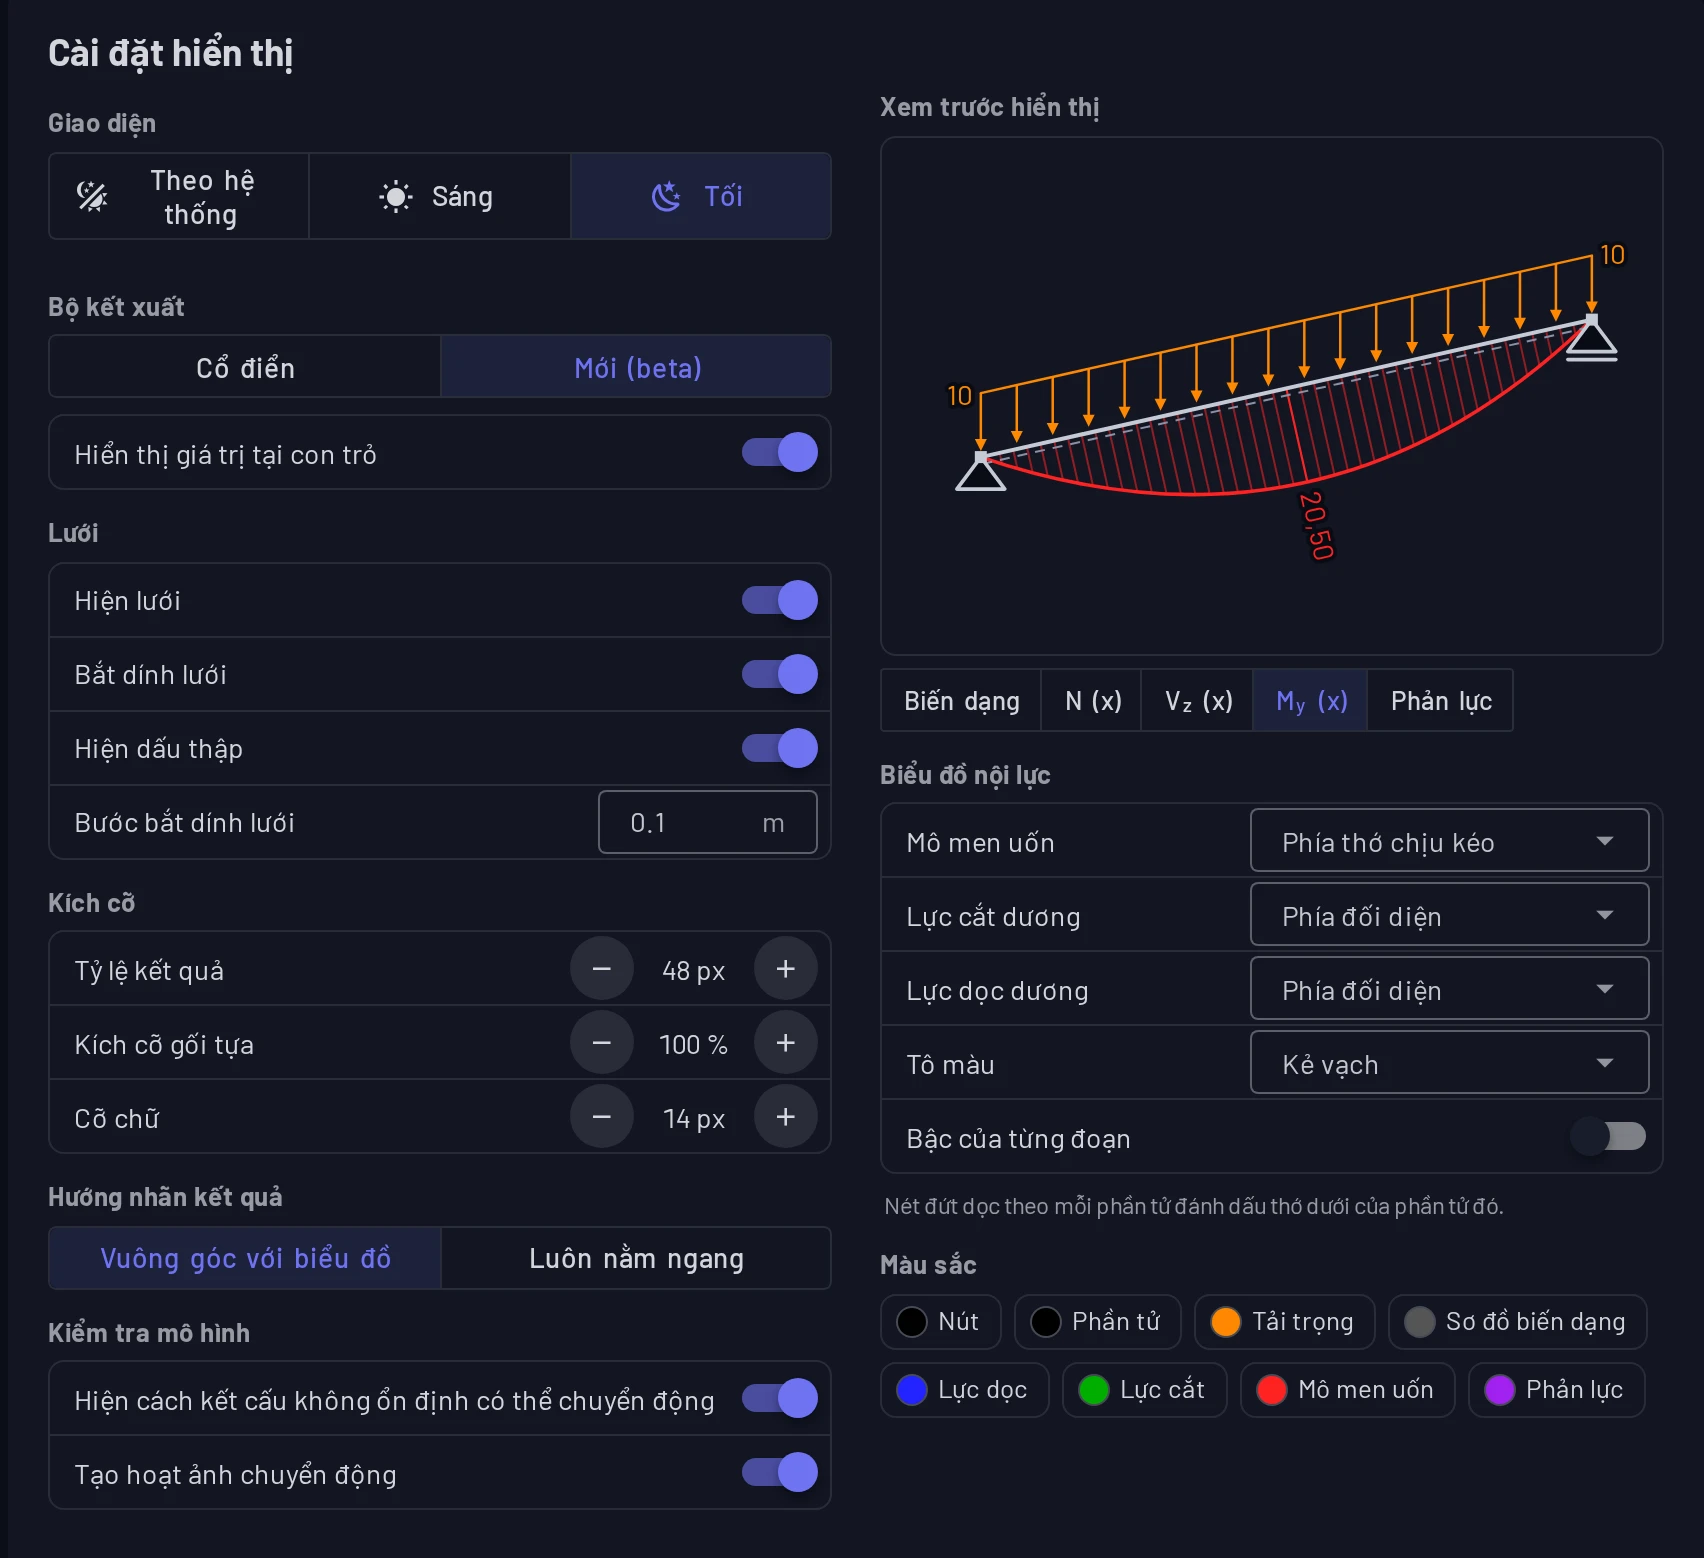 Cài đặt hiển thị
Giao diện
Theo hệ
thống
Sáng
Tối
Bộ kết xuất
Cổ điển
Mới (beta)
Hiển thị giá trị tại con trỏ
Lưới
Hiện lưới
Bắt dính lưới
Hiện dấu thập
Bước bắt dính lưới
0.1 m
Kích cỡ
Tỷ lệ kết quả
48 px
Kích cỡ gối tựa
100 %
Cỡ chữ
14 px
Hướng nhãn kết quả
Vuông góc với biểu đồ
Luôn nằm ngang
Kiểm tra mô hình
Hiện cách kết cấu không ổn định có thể chuyển động
Tạo hoạt ảnh chuyển động
Xem trước hiển thị
10
10
20,50
Biến dạng
N (x)
Vz (x)
My (x)
Phản lực
Biểu đồ nội lực
Mô men uốn
Phía thớ chịu kéo
Lực cắt dương
Phía đối diện
Lực dọc dương
Phía đối diện
Tô màu
Kẻ vạch
Bậc của từng đoạn
Nét đứt dọc theo mỗi phần tử đánh dấu thớ dưới của phần tử đó.
Màu sắc
Nút
Phần tử
Tải trọng
Sơ đồ biến dạng
Lực dọc
Lực cắt
Mô men uốn
Phản lực